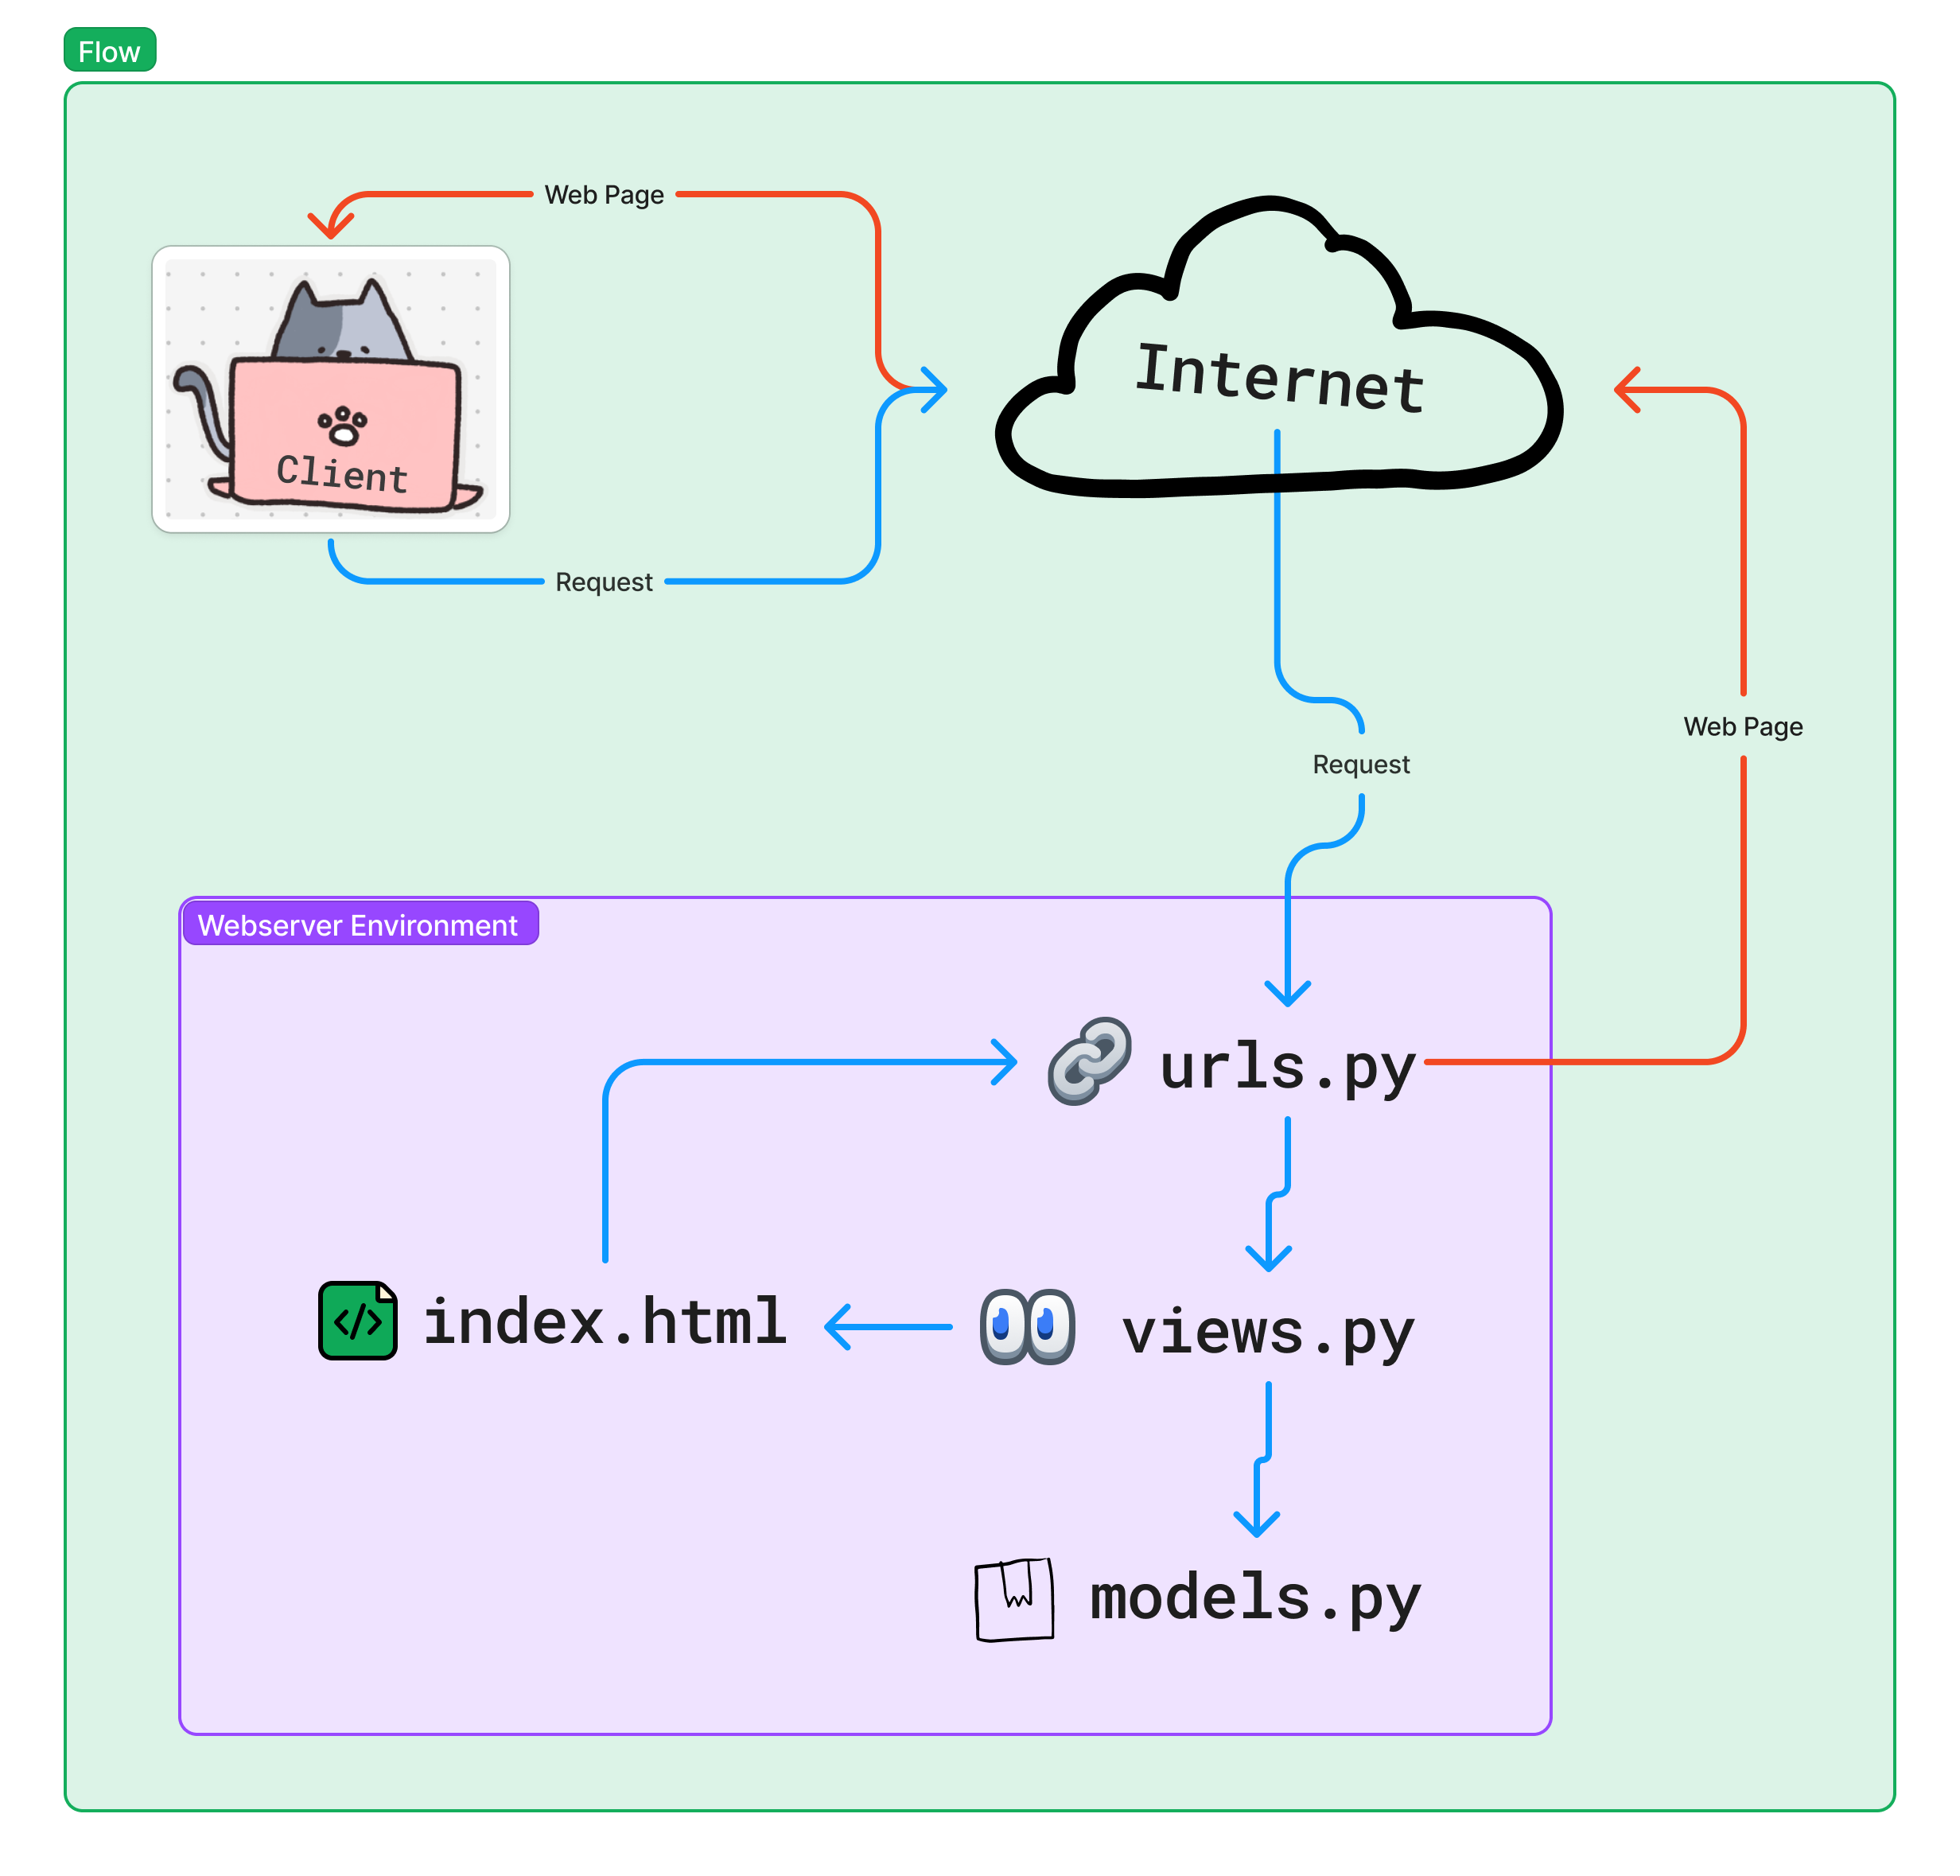 Flow
Web Page
Internet
Client
Request
Web Page
Request
Webserver Environment
urls.py
index.html
views.py
models.py